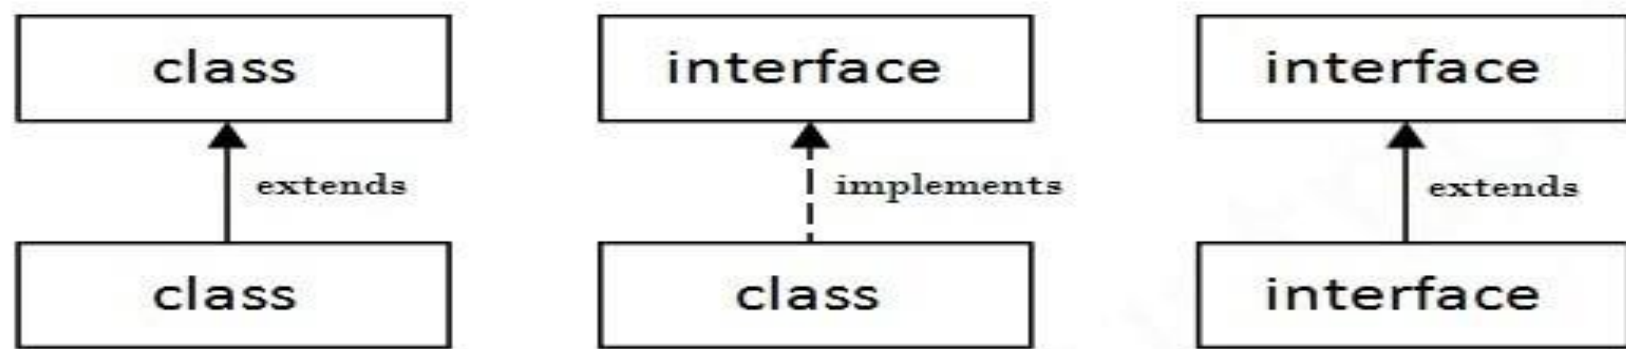 class interface interface
extends implements extends
class class interface